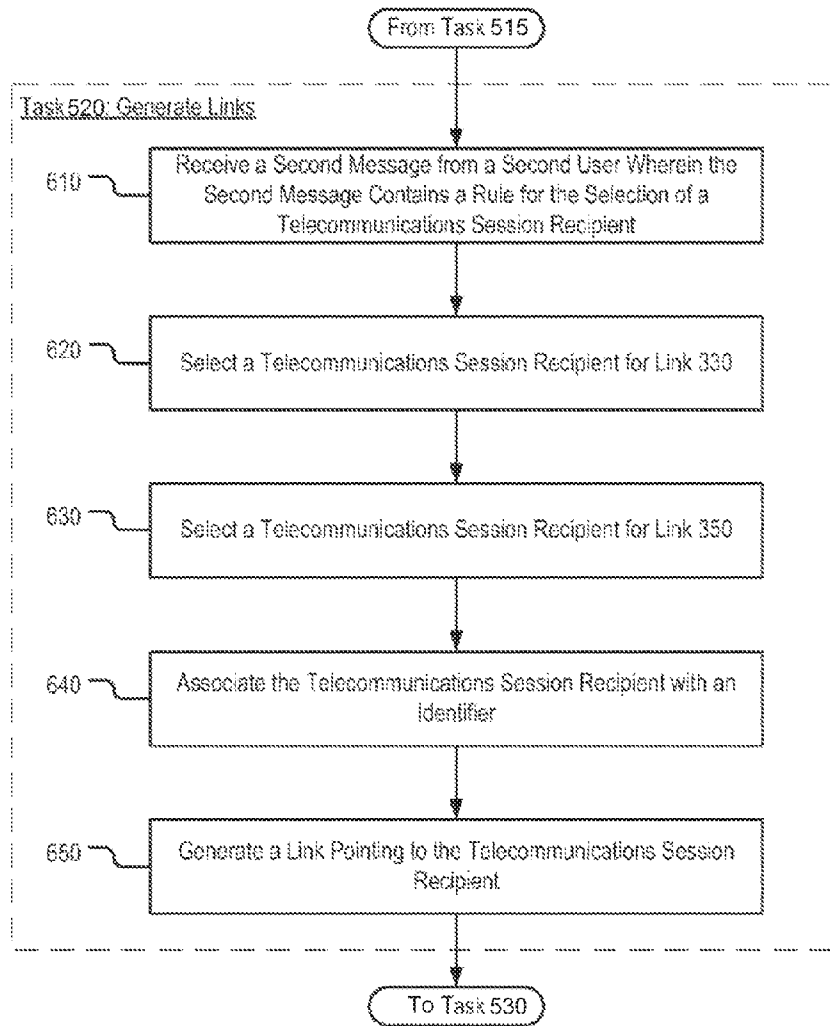 From Task 515
Task 520: Generate Links
610
Receive a Second Message from a Second User Wherein the
Second Message Contains a Rule for the Selection of a
Telecommunications Session Recipient
620
Select a Telecommunications Session Recipient for Link 330
630
Select a Telecommunications Session Recipient for Link 350
640
Associate the Telecommunications Session Recipient with an
Identifier
650
Generate a Link Pointing to the Telecommunications Session
Recipient
To Task 530